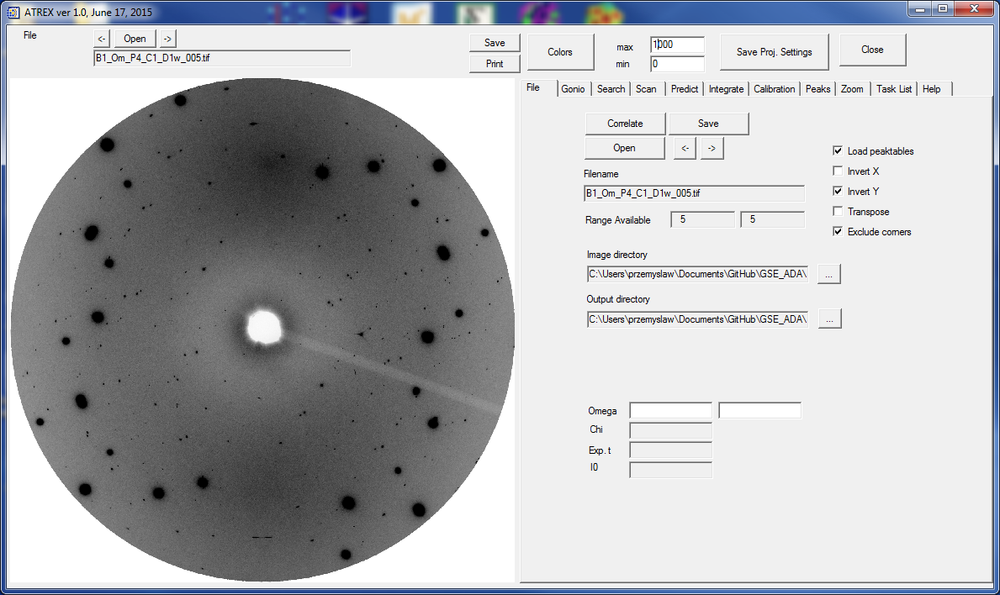 ATREX ver 1.0, June 17, 2015
File
<- Open ->
B1_Om_P4_C1_D1w_005.tif
Save
Print
Colors
max 1000
min 0
Save Proj. Settings
Close
File Gonio Search Scan Predict Integrate Calibration Peaks Zoom Task List Help
Correlate Save
Open <- ->
Filename
B1_Om_P4_C1_D1w_005.tif
Range Available 5 5
Load peaktables
Invert X
Invert Y
Transpose
Exclude corners
Image directory
C:\Users\przemyslaw\Documents\GitHub\GSE_ADA\ ...
Output directory
C:\Users\przemyslaw\Documents\GitHub\GSE_ADA\ ...
Omega
Chi
Exp. t
I0